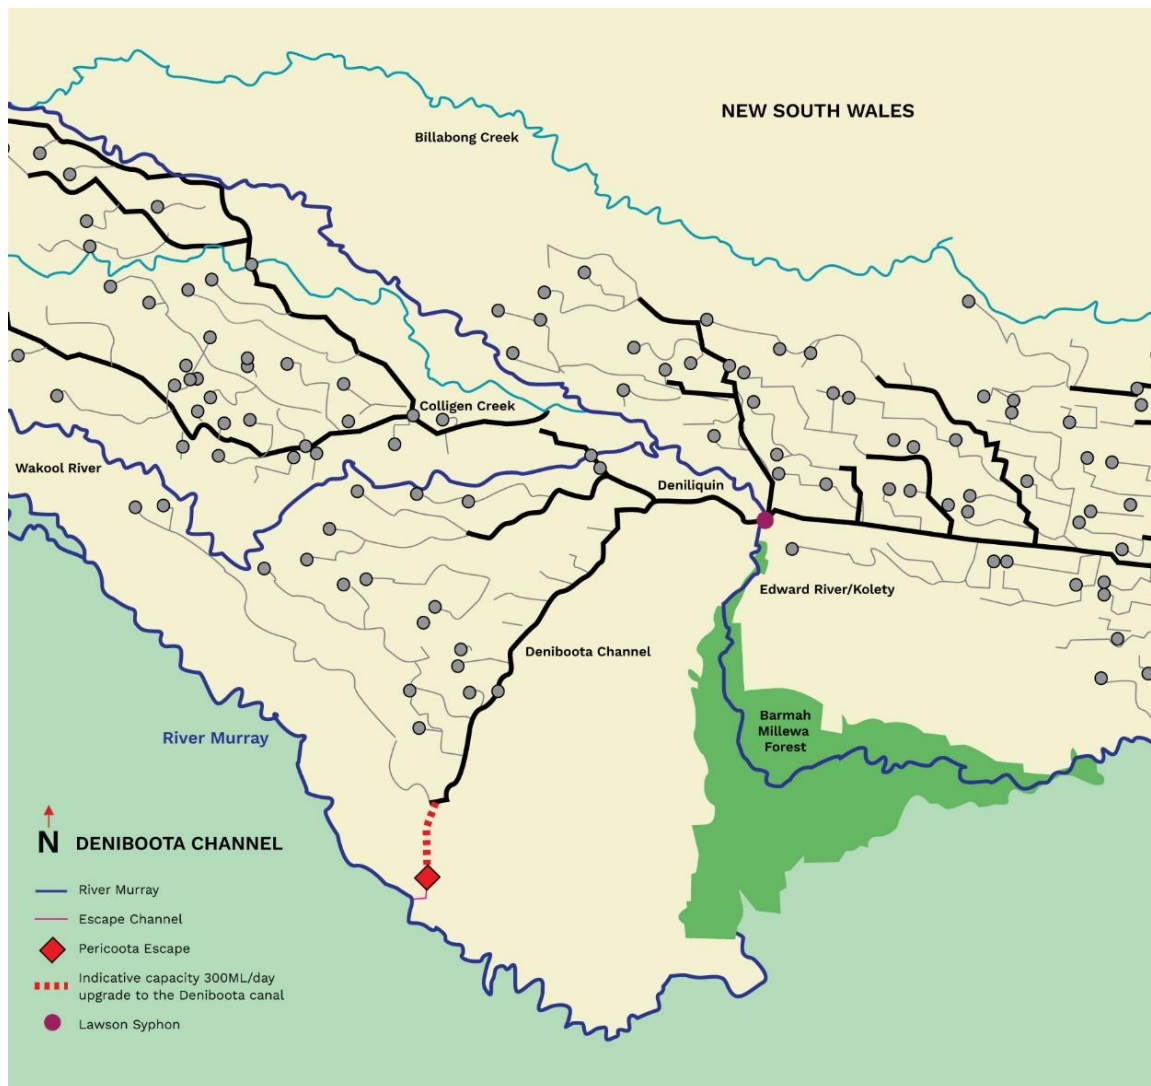 NEW SOUTH WALES
Billabong Creek
Colligen Creek
Wakool River
Deniliquin
Edward River/Kolety
Deniboota Channel
Barmah
Millewa
Forest
River Murray
N
DENIBOOTA CHANNEL
River Murray
Escape Channel
Pericoota Escape
Indicative capacity 300ML/day
upgrade to the Deniboota canal
Lawson Syphon